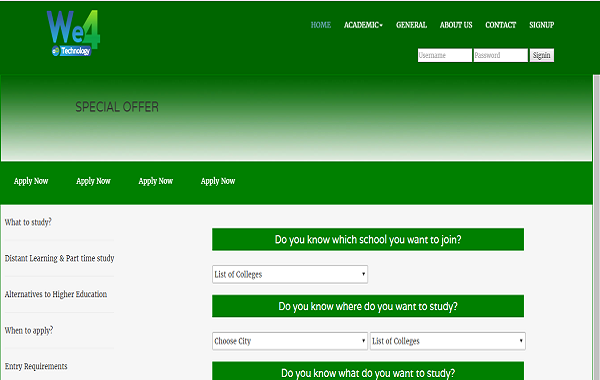 We4
Technology
HOME ACADEMIC GENERAL ABOUT US CONTACT SIGNUP
Username Password Signin
SPECIAL OFFER
Apply Now Apply Now Apply Now Apply Now
What to study?
Distant Learning & Part time study
Alternatives to Higher Education
When to apply?
Entry Requirements
Do you know which school you want to join?
List of Colleges
Do you know where do you want to study?
Choose City List of Colleges
Do you know what do you want to study?